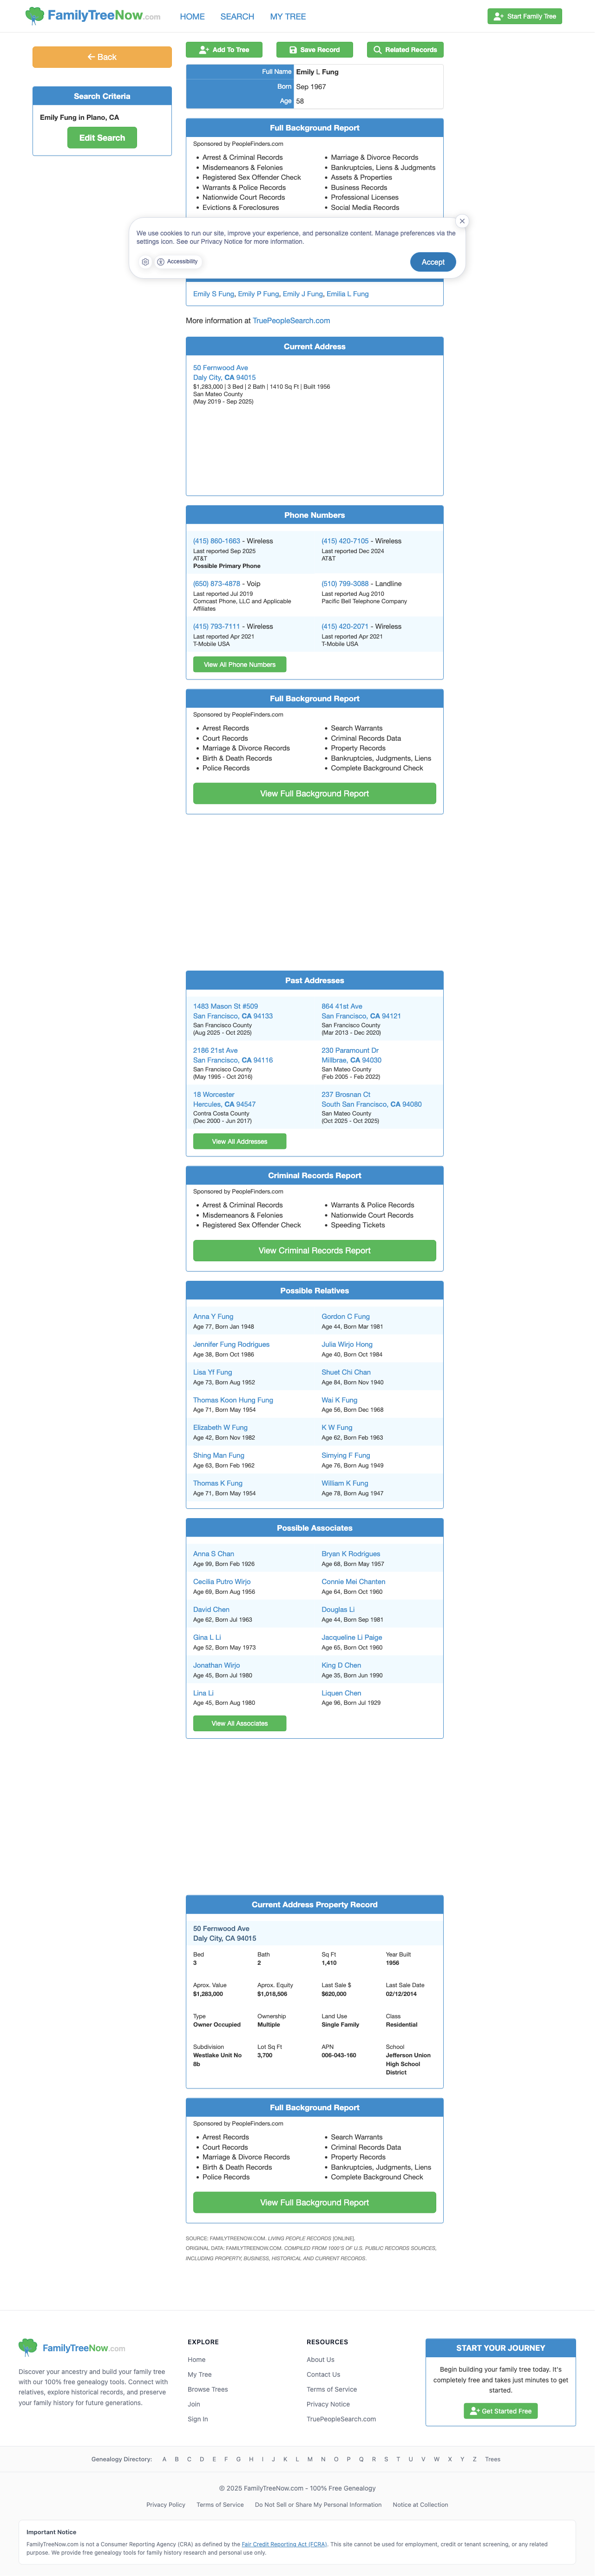 FamilyTreeNow.com
HOME
SEARCH
MY TREE
Start Family Tree
Back
Search Criteria
Emily Fung in Plano, CA
Edit Search
Add To Tree
Save Record
Related Records
Full Name Emily L Fung
Born Sep 1967
Age 58
Full Background Report
Sponsored by PeopleFinders.com
Arrest & Criminal Records
Misdemeanors & Felonies
Registered Sex Offender Check
Warrants & Police Records
Nationwide Court Records
Evictions & Foreclosures
Marriage & Divorce Records
Bankruptcies, Liens & Judgments
Assets & Properties
Business Records
Professional Licenses
Social Media Records
We use cookies to run our site, improve your experience, and personalize content. Manage preferences via the
settings icon. See our Privacy Notice for more information.
Accessibility
Accept
Emily S Fung, Emily P Fung, Emily J Fung, Emilia L Fung
More information at TruePeopleSearch.com
Current Address
50 Fernwood Ave
Daly City, CA 94015
$1,283,000 | 3 Bed | 2 Bath | 1410 Sq Ft | Built 1956
San Mateo County
(May 2019 - Sep 2025)
Phone Numbers
(415) 860-1663 - Wireless
Last reported Sep 2025
AT&T
Possible Primary Phone
(415) 420-7105 - Wireless
Last reported Dec 2024
AT&T
(650) 873-4878 - Voip
Last reported Jul 2019
Comcast Phone, LLC and Applicable
Affiliates
(510) 799-3088 - Landline
Last reported Aug 2010
Pacific Bell Telephone Company
(415) 793-7111 - Wireless
Last reported Apr 2021
T-Mobile USA
(415) 420-2071 - Wireless
Last reported Apr 2021
T-Mobile USA
View All Phone Numbers
Full Background Report
Sponsored by PeopleFinders.com
Arrest Records
Court Records
Marriage & Divorce Records
Birth & Death Records
Police Records
Search Warrants
Criminal Records Data
Property Records
Bankruptcies, Judgments, Liens
Complete Background Check
View Full Background Report
Past Addresses
1483 Mason St #509
San Francisco, CA 94133
San Francisco County
(Aug 2025 - Oct 2025)
864 41st Ave
San Francisco, CA 94121
San Francisco County
(Mar 2013 - Dec 2020)
2186 21st Ave
San Francisco, CA 94116
San Francisco County
(May 1995 - Oct 2016)
230 Paramount Dr
Millbrae, CA 94030
San Mateo County
(Feb 2005 - Feb 2022)
18 Worcester
Hercules, CA 94547
Contra Costa County
(Dec 2000 - Jun 2017)
237 Brosnan Ct
South San Francisco, CA 94080
San Mateo County
(Oct 2025 - Oct 2025)
View All Addresses
Criminal Records Report
Sponsored by PeopleFinders.com
Arrest & Criminal Records
Misdemeanors & Felonies
Registered Sex Offender Check
Warrants & Police Records
Nationwide Court Records
Speeding Tickets
View Criminal Records Report
Possible Relatives
Anna Y Fung
Age 77, Born Jan 1948
Gordon C Fung
Age 44, Born Mar 1981
Jennifer Fung Rodrigues
Age 38, Born Oct 1986
Julia Wirjo Hong
Age 40, Born Oct 1984
Lisa Yf Fung
Age 73, Born Aug 1952
Shuet Chi Chan
Age 84, Born Nov 1940
Thomas Koon Hung Fung
Age 71, Born May 1954
Wai K Fung
Age 56, Born Dec 1968
Elizabeth W Fung
Age 42, Born Nov 1982
K W Fung
Age 62, Born Feb 1963
Shing Man Fung
Age 63, Born Feb 1962
Simying F Fung
Age 76, Born Aug 1949
Thomas K Fung
Age 71, Born May 1954
William K Fung
Age 78, Born Aug 1947
Possible Associates
Anna S Chan
Age 99, Born Feb 1926
Bryan K Rodrigues
Age 68, Born May 1957
Cecilia Putro Wirjo
Age 69, Born Aug 1956
Connie Mei Chanten
Age 64, Born Oct 1960
David Chen
Age 62, Born Jul 1963
Douglas Li
Age 44, Born Sep 1981
Gina L Li
Age 52, Born May 1973
Jacqueline Li Paige
Age 65, Born Oct 1960
Jonathan Wirjo
Age 45, Born Jul 1980
King D Chen
Age 35, Born Jun 1990
Lina Li
Age 45, Born Aug 1980
Liquen Chen
Age 96, Born Jul 1929
View All Associates
Current Address Property Record
50 Fernwood Ave
Daly City, CA 94015
Bed
3
Bath
2
Sq Ft
1,410
Year Built
1956
Aprox. Value
$1,283,000
Aprox. Equity
$1,018,506
Last Sale $
$620,000
Last Sale Date
02/12/2014
Type
Owner Occupied
Ownership
Multiple
Land Use
Single Family
Class
Residential
Subdivision
Westlake Unit No
8b
Lot Sq Ft
3,700
APN
006-043-160
School
Jefferson Union
High School
District
Full Background Report
Sponsored by PeopleFinders.com
Arrest Records
Court Records
Marriage & Divorce Records
Birth & Death Records
Police Records
Search Warrants
Criminal Records Data
Property Records
Bankruptcies, Judgments, Liens
Complete Background Check
View Full Background Report
SOURCE: FAMILYTREENOW.COM. LIVING PEOPLE RECORDS [ONLINE].
ORIGINAL DATA: FAMILYTREENOW.COM. COMPILED FROM 1000'S OF U.S. PUBLIC RECORDS SOURCES,
INCLUDING PROPERTY, BUSINESS, HISTORICAL AND CURRENT RECORDS.
FamilyTreeNow.com
Discover your ancestry and build your family tree
with our 100% free genealogy tools. Connect with
relatives, explore historical records, and preserve
your family history for future generations.
EXPLORE
Home
My Tree
Browse Trees
Join
Sign In
RESOURCES
About Us
Contact Us
Terms of Service
Privacy Notice
TruePeopleSearch.com
START YOUR JOURNEY
Begin building your family tree today. It's
completely free and takes just minutes to get
started.
Get Started Free
Genealogy Directory: A B C D E F G H I J K L M N O P Q R S T U V W X Y Z Trees
© 2025 FamilyTreeNow.com - 100% Free Genealogy
Privacy Policy
Terms of Service
Do Not Sell or Share My Personal Information
Notice at Collection
Important Notice
FamilyTreeNow.com is not a Consumer Reporting Agency (CRA) as defined by the Fair Credit Reporting Act (FCRA). This site cannot be used for employment, credit or tenant screening, or any related
purpose. We provide free genealogy tools for family history research and personal use only.